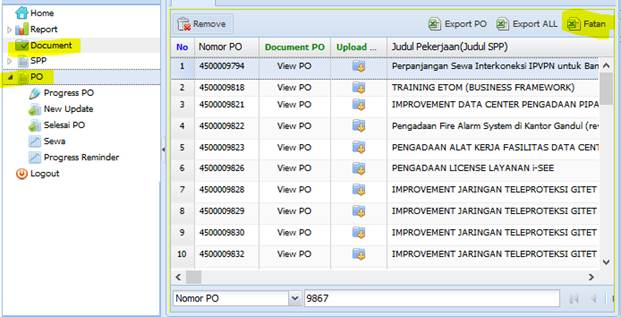 Home
Report
Document
SPP
PO
Progress PO
New Update
Selesai PO
Sewa
Progress Reminder
Logout
Remove Export PO Export ALL Fatan
No Nomor PO Document PO Upload ... Judul Pekerjaan(Judul SPP)
1 4500009794 View PO Perpanjangan Sewa Interkoneksi IPVPN untuk Ban
2 4500009818 View PO TRAINING ETOM (BUSINESS FRAMEWORK)
3 4500009821 View PO IMPROVEMENT DATA CENTER PENGADAAN PIPA
4 4500009822 View PO Pengadaan Fire Alarm System di Kantor Gandul (re
5 4500009823 View PO PENGADAAN ALAT KERJA FASILITAS DATA CENT
6 4500009826 View PO PENGADAAN LICENSE LAYANAN i-SEE
7 4500009828 View PO IMPROVEMENT JARINGAN TELEPROTEKSI GITET
8 4500009829 View PO IMPROVEMENT JARINGAN TELEPROTEKSI GITET
9 4500009830 View PO IMPROVEMENT JARINGAN TELEPROTEKSI GITET
10 4500009832 View PO IMPROVEMENT JARINGAN TELEPROTEKSI GITET
Nomor PO 9867